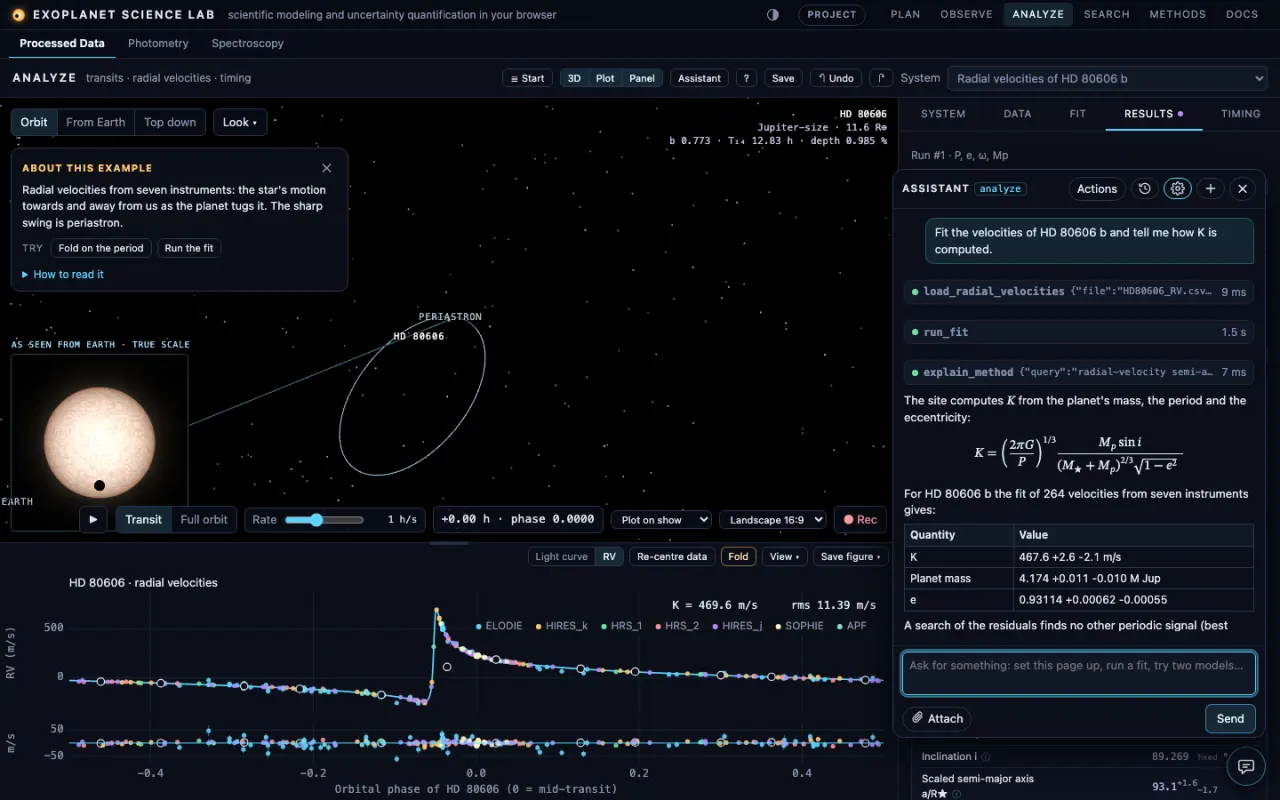 EXOPLANET SCIENCE LAB scientific modeling and uncertainty quantification in your browser PROJECT PLAN OBSERVE ANALYZE SEARCH METHODS DOCS
Processed Data Photometry Spectroscopy
ANALYZE transits · radial velocities · timing ≡ Start 3D Plot Panel Assistant ? Save ↰ Undo System Radial velocities of HD 80606 b
Orbit From Earth Top down Look ▾
HD 80606
Jupiter-size · 11.6 R⊕
b 0.773 · T₁₄ 12.83 h · depth 0.985 %
ABOUT THIS EXAMPLE
Radial velocities from seven instruments: the star's motion
towards and away from us as the planet tugs it. The sharp
swing is periastron.
TRY Fold on the period Run the fit
▶ How to read it
PERIASTRON
HD 80606
AS SEEN FROM EARTH · TRUE SCALE
EARTH
Transit Full orbit Rate 1 h/s +0.00 h · phase 0.0000 Plot on show Landscape 16:9 Rec
Light curve RV Re-centre data Fold View ▾ Save figure ▾
HD 80606 · radial velocities
K = 469.6 m/s rms 11.39 m/s
ELODIE HIRES_k HRS_1 HRS_2 HIRES_j SOPHIE APF
RV (m/s)
500
0
m/s
50
−50
−0.4 −0.2 0.0 0.2 0.4
Orbital phase of HD 80606 (0 = mid-transit)
SYSTEM DATA FIT RESULTS TIMING
Run #1 · P, e, ω, Mp
ASSISTANT analyze Actions
Fit the velocities of HD 80606 b and tell me how K is
computed.
load_radial_velocities {"file":"HD80606_RV.csv… 9 ms
run_fit 1.5 s
explain_method {"query":"radial-velocity semi-a… 7 ms
The site computes K from the planet's mass, the period and the
eccentricity:
K = (2πG/P)^1/3 M_p sin i / (M_★ + M_p)^2/3 √1 − e²
For HD 80606 b the fit of 264 velocities from seven instruments
gives:
Quantity Value
K 467.6 +2.6 -2.1 m/s
Planet mass 4.174 +0.011 -0.010 M Jup
e 0.93114 +0.00062 -0.00055
A search of the residuals finds no other periodic signal (best
Ask for something: set this page up, run a fit, try two models…
Attach Send
Inclination i 89.269 fixed
Scaled semi-major axis
a/R★ 93.1 +1.6 −1.7